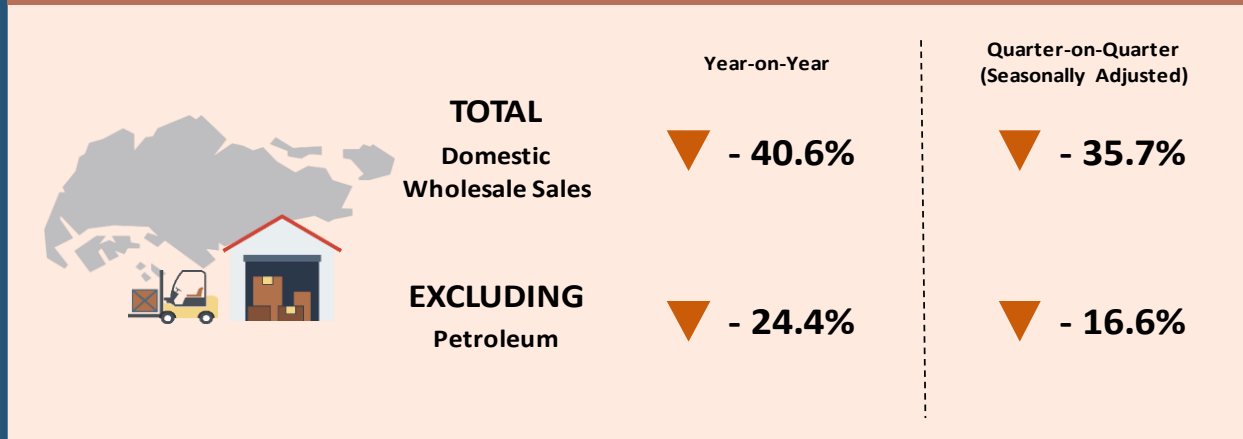 Year-on-Year
Quarter-on-Quarter
(Seasonally Adjusted)
TOTAL
Domestic
Wholesale Sales
- 40.6%
- 35.7%
EXCLUDING
Petroleum
- 24.4%
- 16.6%